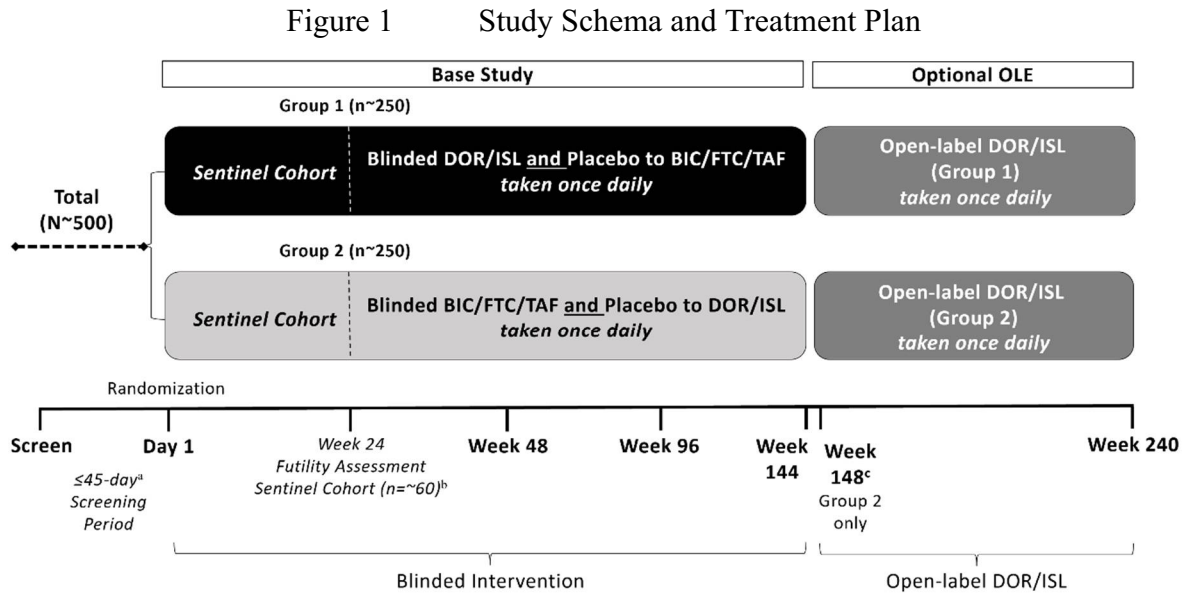 Figure 1 Study Schema and Treatment Plan
Base Study
Optional OLE
Group 1 (n~250)
Sentinel Cohort
Blinded DOR/ISL and Placebo to BIC/FTC/TAF
taken once daily
Open-label DOR/ISL
(Group 1)
taken once daily
Total
(N~500)
Group 2 (n~250)
Sentinel Cohort
Blinded BIC/FTC/TAF and Placebo to DOR/ISL
taken once daily
Open-label DOR/ISL
(Group 2)
taken once daily
Randomization
Screen
Day 1
Week 24
Futility Assessment
Sentinel Cohort (n=~60)ᵇ
Week 48
Week 96
Week
144
Week
148ᶜ
Group 2
only
Week 240
≤45-dayᵃ
Screening
Period
Blinded Intervention
Open-label DOR/ISL